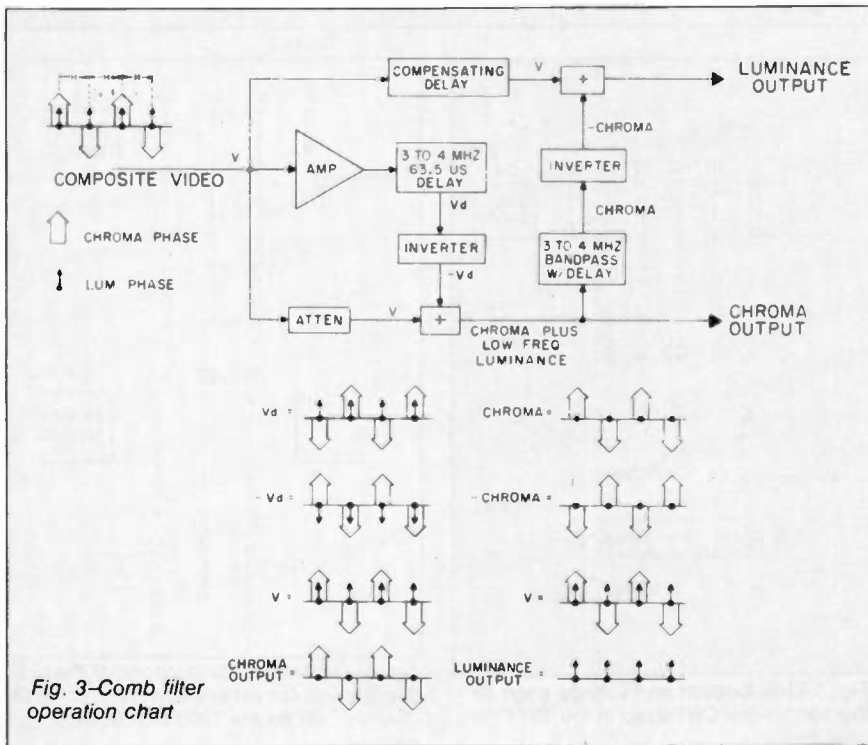 H H H
COMPENSATING
DELAY
V
+
LUMINANCE
OUTPUT
-CHROMA
INVERTER
CHROMA
3 TO 4 MHZ
BANDPASS
W/DELAY
COMPOSITE VIDEO
V
AMP
3 TO 4 MHZ
63.5 US
DELAY
Vd
INVERTER
-Vd
CHROMA PHASE
LUM PHASE
ATTEN
V
+
CHROMA PLUS
LOW FREQ
LUMINANCE
CHROMA
OUTPUT
Vd =
CHROMA =
-Vd =
-CHROMA =
V =
V =
CHROMA
OUTPUT =
LUMINANCE
OUTPUT =
Fig. 3–Comb filter
operation chart